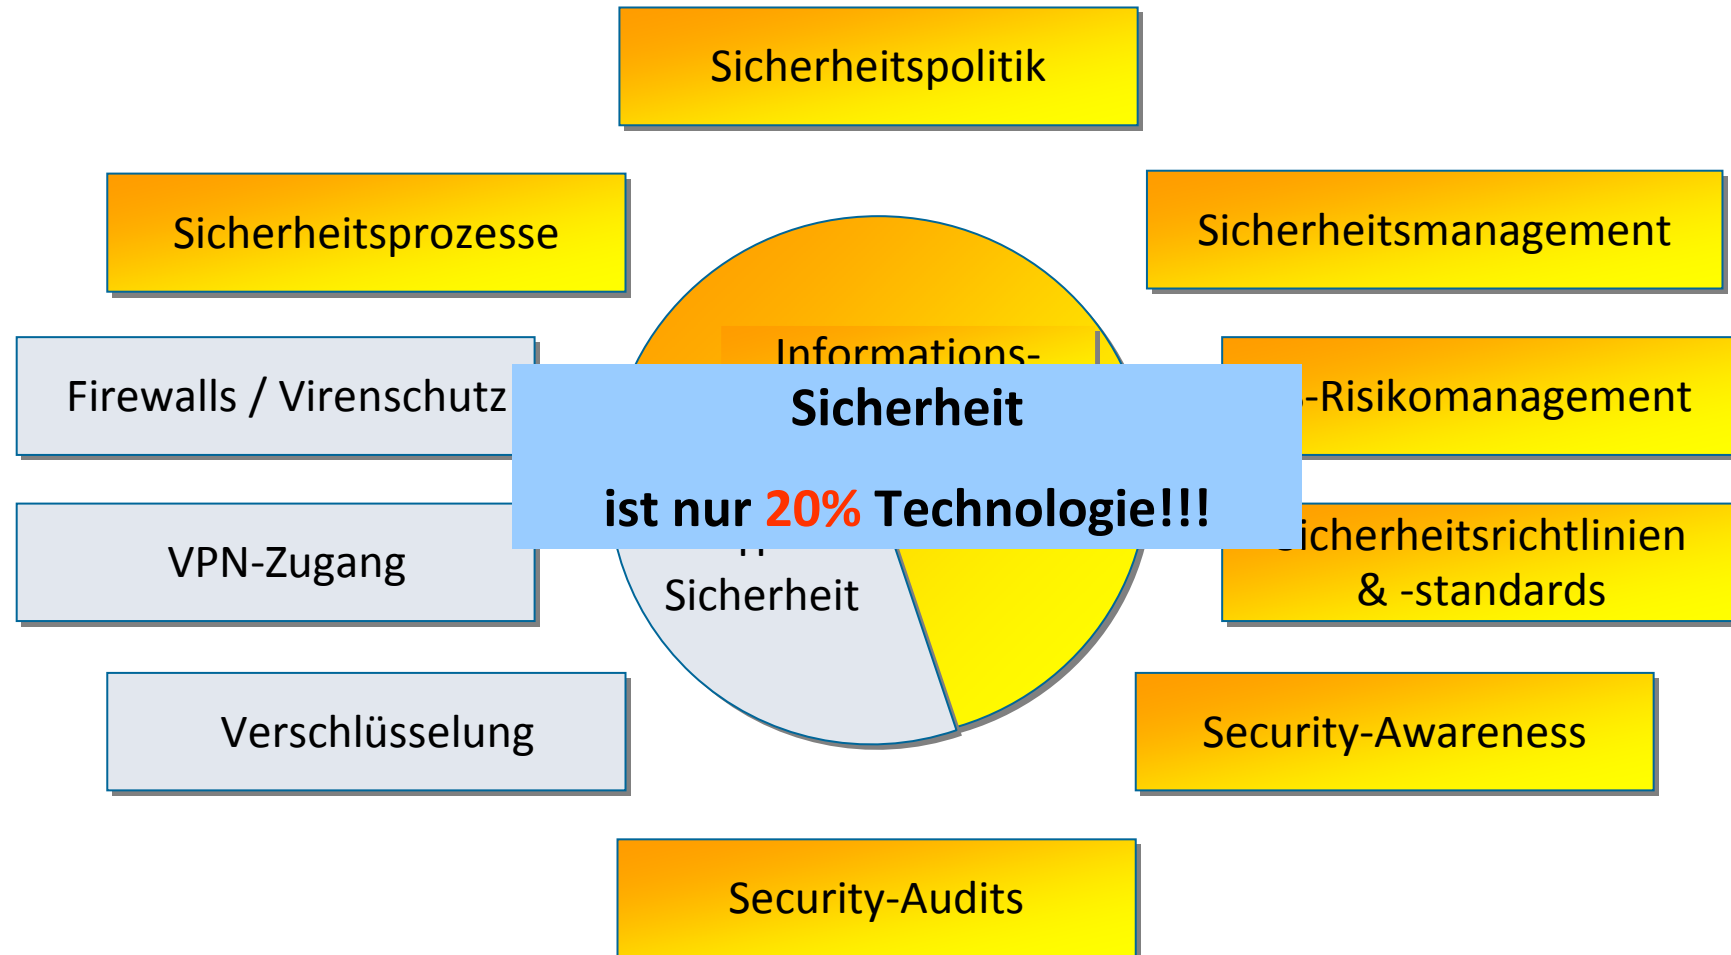 Sicherheitspolitik
Sicherheitsprozesse
Sicherheitsmanagement
Informations-
Firewalls / Virenschutz
Sicherheit
-Risikomanagement
ist nur 20% Technologie!!!
VPN-Zugang
Sicherheit
icherheitsrichtlinien
& -standards
Verschlüsselung
Security-Awareness
Security-Audits